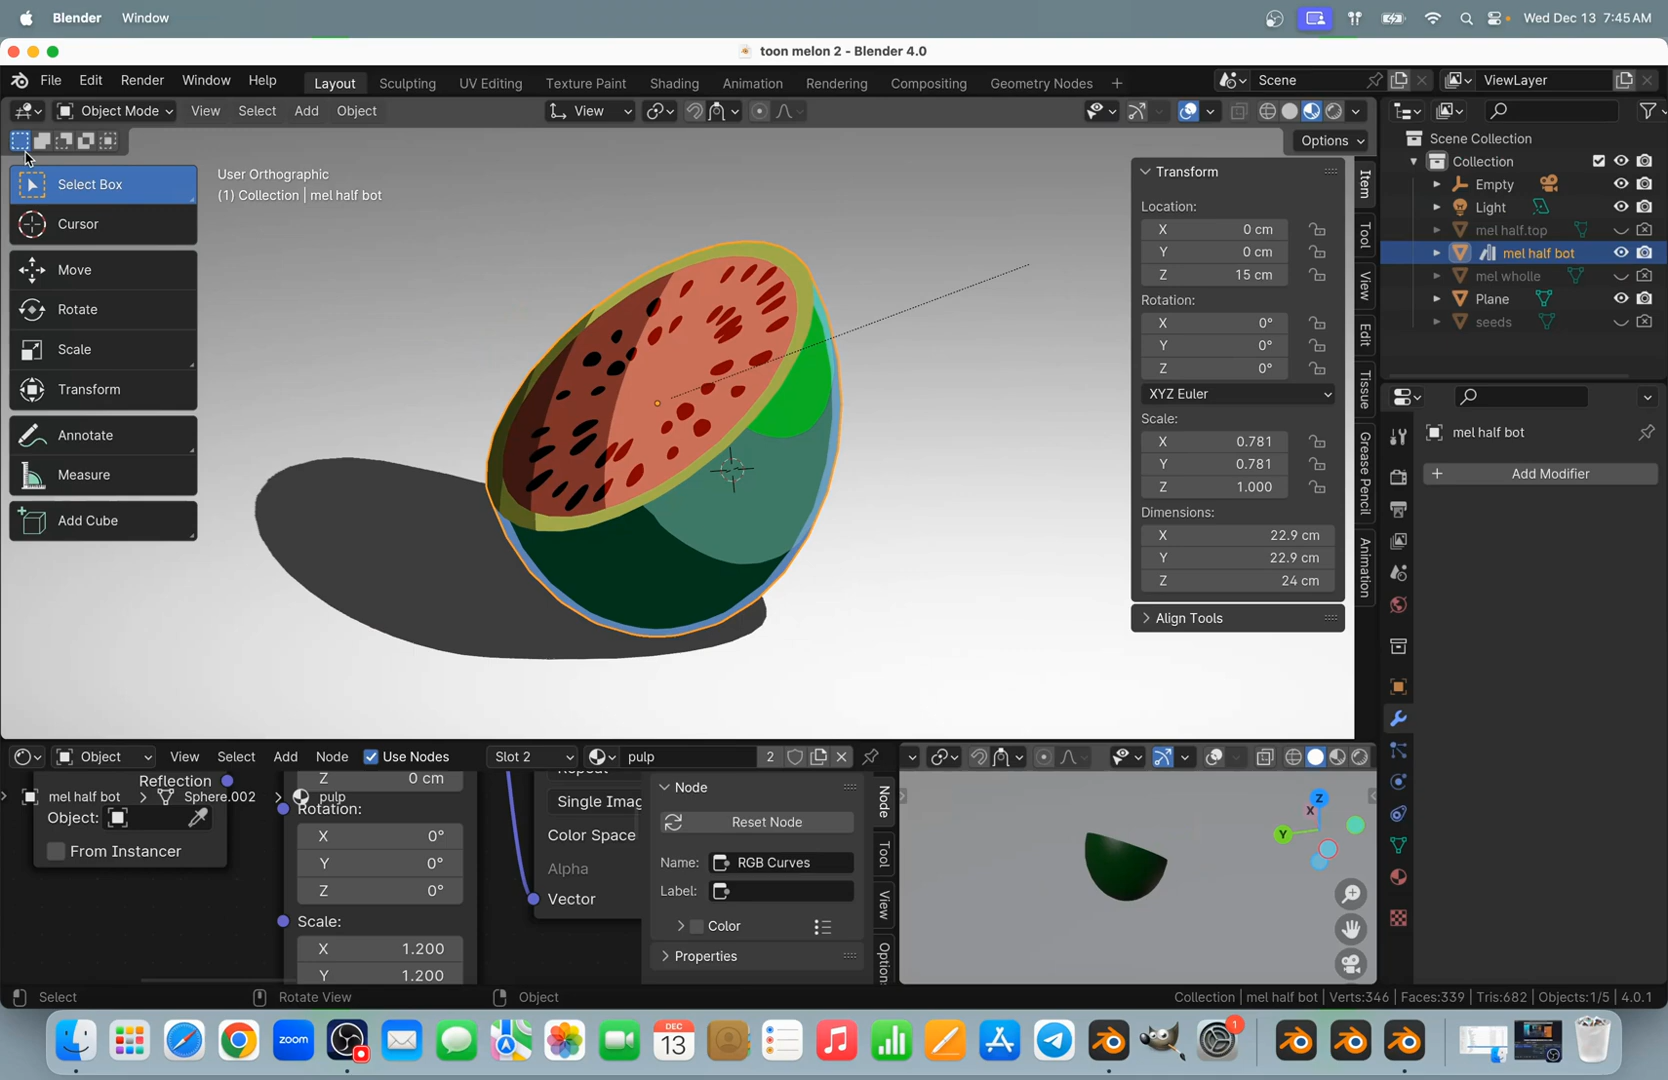 Blender Window Wed Dec 13 7:45 AM
toon melon 2 - Blender 4.0
File Edit Render Window Help Layout Sculpting UV Editing Texture Paint Shading Animation Rendering Compositing Geometry Nodes + Scene ViewLayer
Object Mode View Select Add Object View
Options
User Orthographic
(1) Collection | mel half bot
Select Box
Cursor
Move
Rotate
Scale
Transform
Annotate
Measure
Add Cube
Transform
Location:
X 0 cm
Y 0 cm
Z 15 cm
Rotation:
X 0°
Y 0°
Z 0°
XYZ Euler
Scale:
X 0.781
Y 0.781
Z 1.000
Dimensions:
X 22.9 cm
Y 22.9 cm
Z 24 cm
Align Tools
Item
Tool
View
Edit
Tissue
Grease Pencil
Animation
Scene Collection
Collection
Empty
Light
mel half.top
mel half bot
mel wholle
Plane
seeds
mel half bot
+ Add Modifier
Object View Select Add Node Use Nodes Slot 2 pulp 2
Reflection
mel half bot > Sphere.002 > pulp
Object:
From Instancer
Z 0 cm
Rotation:
X 0°
Y 0°
Z 0°
Scale:
X 1.200
Y 1.200
Single Imag
Color Space
Alpha
Vector
Node
Reset Node
Name: RGB Curves
Label:
Color
Properties
Node
Tool
View
Option
Z
X
Y
Select Rotate View Object Collection | mel half bot | Verts:346 | Faces:339 | Tris:682 | Objects:1/5 | 4.0.1
zoom
DEC
13
1